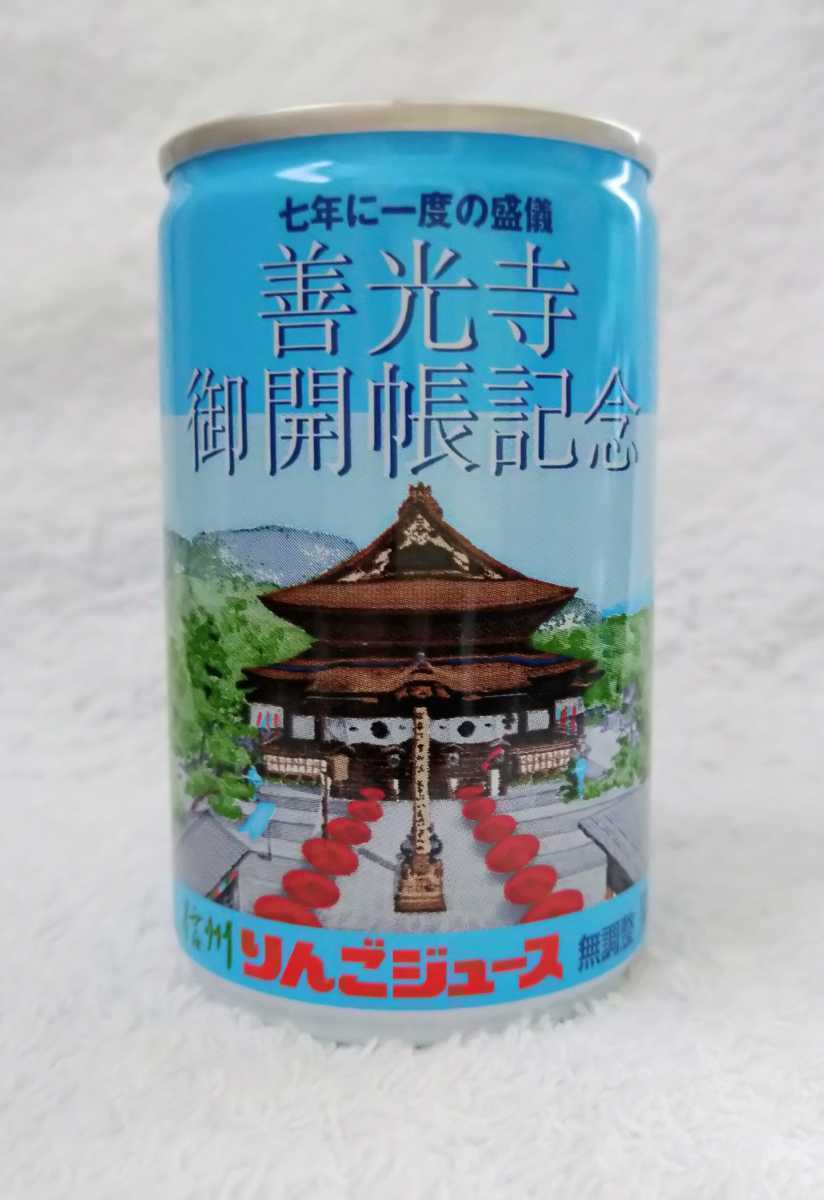 七年に一度の盛儀
善光寺
御開帳記念
信州 りんごジュース 無調整